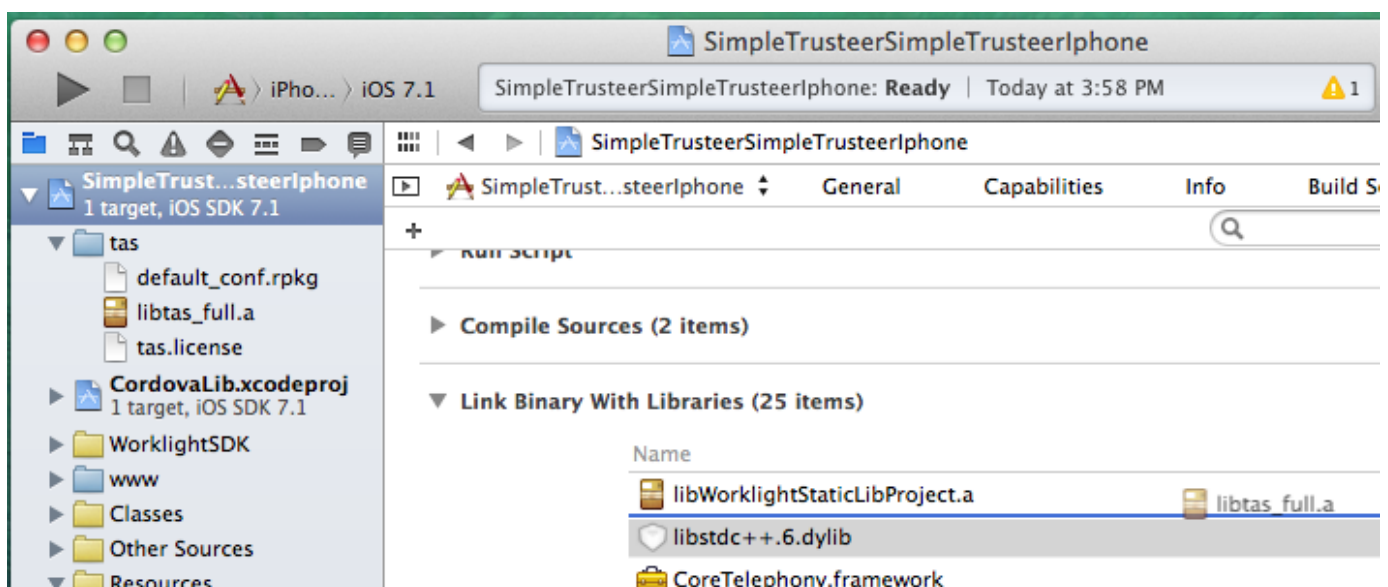 SimpleTrusteerSimpleTrusteerIphone
iPho... iOS 7.1
SimpleTrusteerSimpleTrusteerIphone: Ready | Today at 3:58 PM
1
SimpleTrusteerSimpleTrusteerIphone
SimpleTrust...steerIphone
1 target, iOS SDK 7.1
tas
default_conf.rpkg
libtas_full.a
tas.license
CordovaLib.xcodeproj
1 target, iOS SDK 7.1
WorklightSDK
www
Classes
Other Sources
Resources
SimpleTrust...steerIphone General Capabilities Info Build S
+
Run Script
Compile Sources (2 items)
Link Binary With Libraries (25 items)
Name
libWorklightStaticLibProject.a
libtas_full.a
libstdc++.6.dylib
CoreTelephony.framework